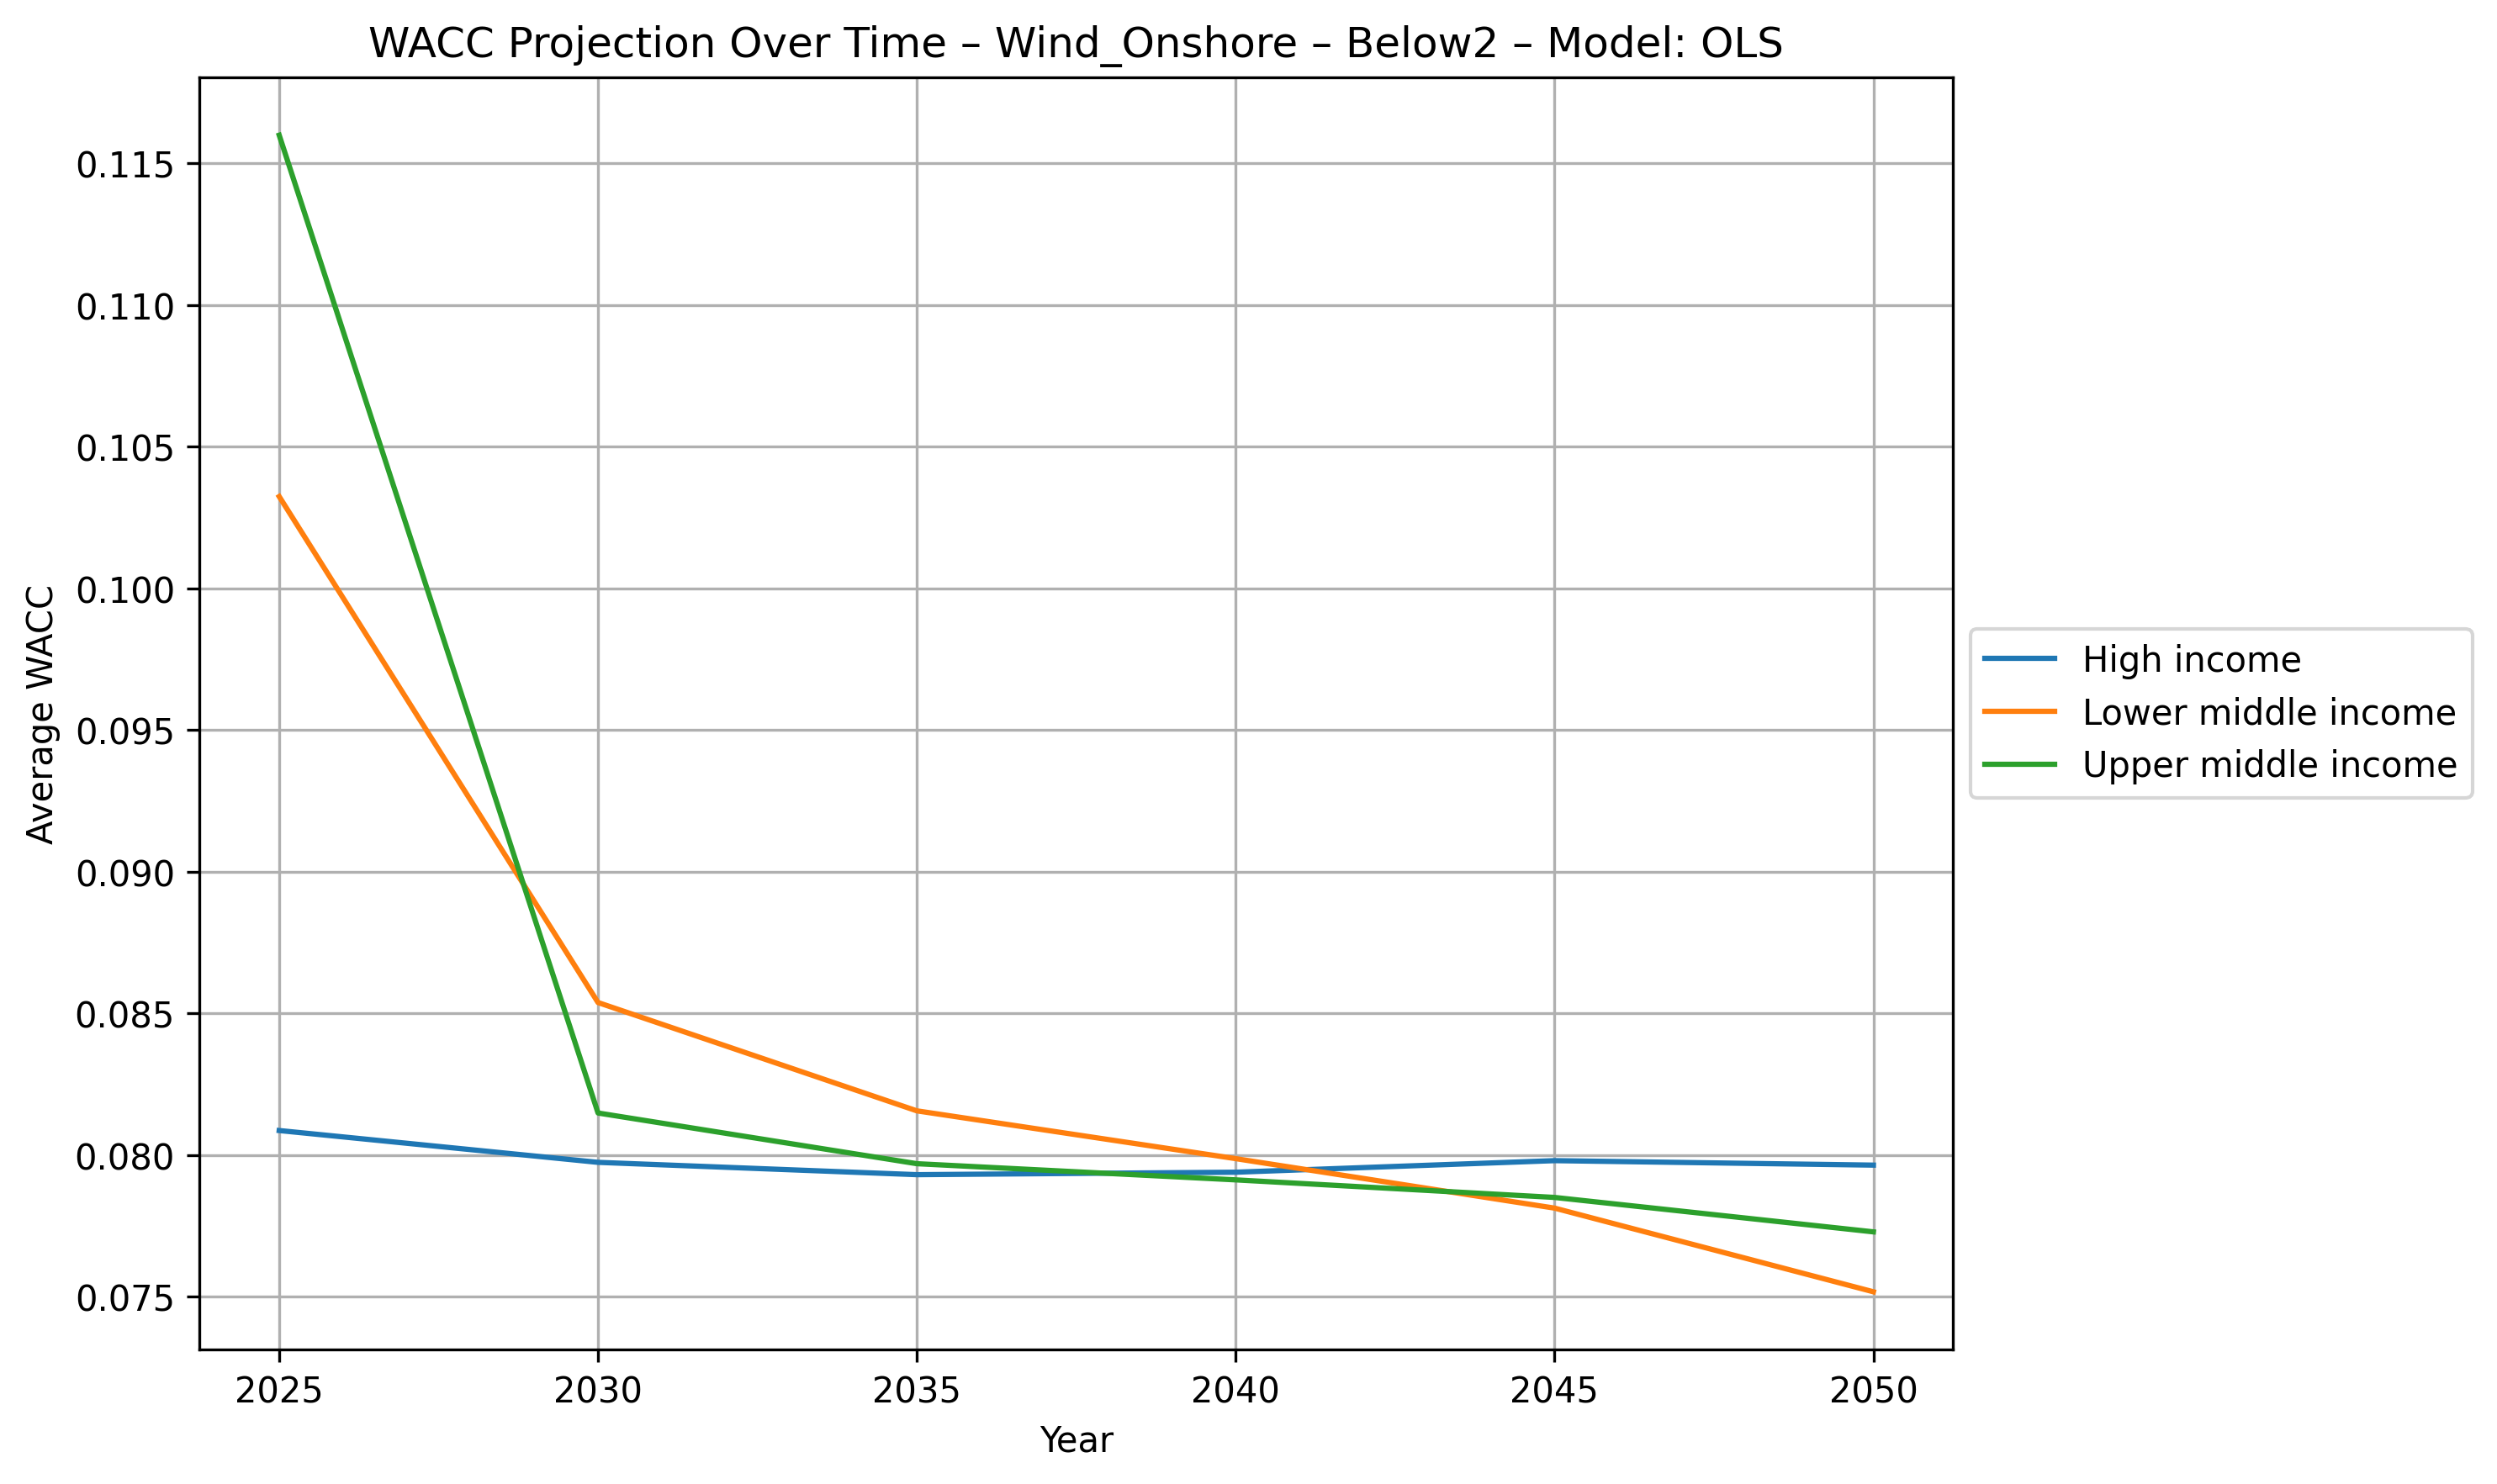 WACC Projection Over Time – Wind_Onshore – Below2 – Model: OLS
Average WACC
0.115
0.110
0.105
0.100
0.095
0.090
0.085
0.080
0.075
2025 2030 2035 2040 2045 2050
Year
High income
Lower middle income
Upper middle income